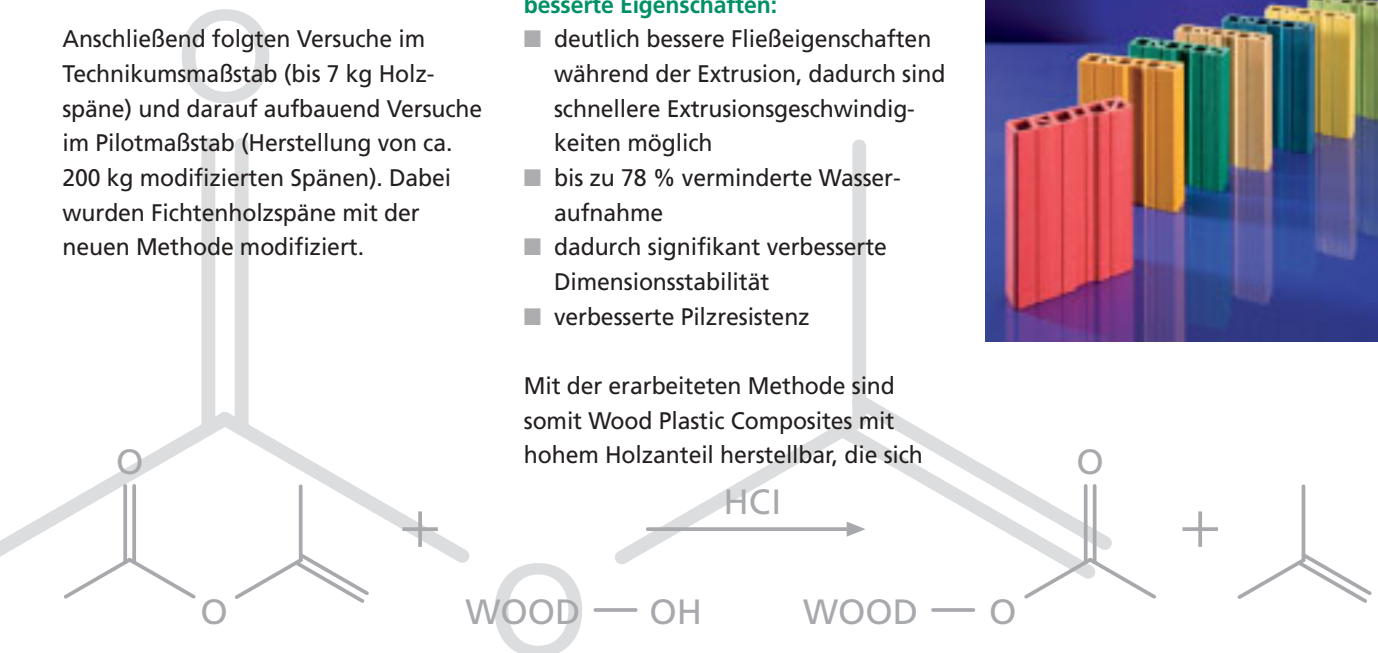 Anschließend folgten Versuche im
Technikumsmaßstab (bis 7 kg Holz-
späne) und darauf aufbauend Versuche
im Pilotmaßstab (Herstellung von ca.
200 kg modifizierten Spänen). Dabei
wurden Fichtenholzspäne mit der
neuen Methode modifiziert.
besserte Eigenschaften:
■ deutlich bessere Fließeigenschaften
während der Extrusion, dadurch sind
schnellere Extrusionsgeschwindig-
keiten möglich
■ bis zu 78 % verminderte Wasser-
aufnahme
■ dadurch signifikant verbesserte
Dimensionsstabilität
■ verbesserte Pilzresistenz
Mit der erarbeiteten Methode sind
somit Wood Plastic Composites mit
hohem Holzanteil herstellbar, die sich
O
O
O
O
+
WOOD — OH
HCl
O
WOOD — O
+